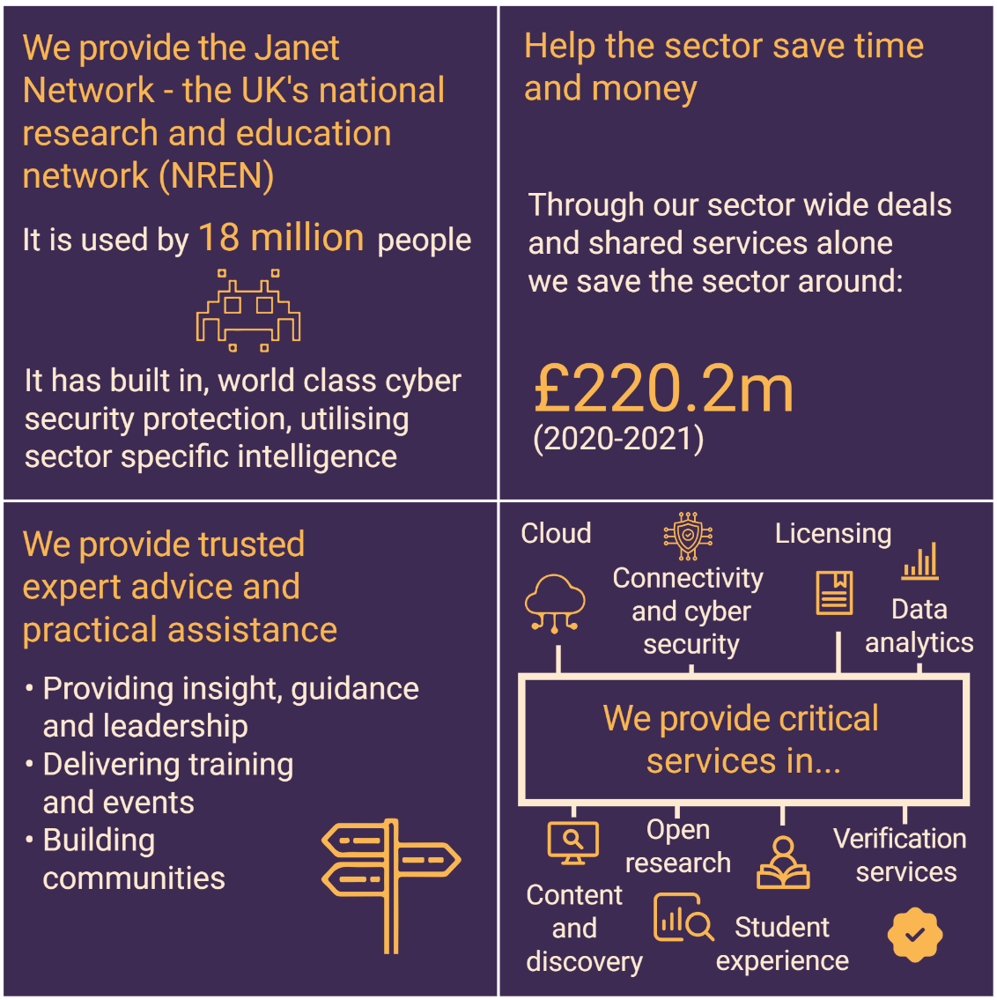 We provide the Janet
Network - the UK's national
research and education
network (NREN)
It is used by 18 million people
It has built in, world class cyber
security protection, utilising
sector specific intelligence
Help the sector save time
and money
Through our sector wide deals
and shared services alone
we save the sector around:
£220.2m
(2020-2021)
We provide trusted
expert advice and
practical assistance
• Providing insight, guidance
and leadership
• Delivering training
and events
• Building
communities
Cloud
Connectivity
and cyber
security
Licensing
Data
analytics
We provide critical
services in...
Content
and
discovery
Open
research
Student
experience
Verification
services